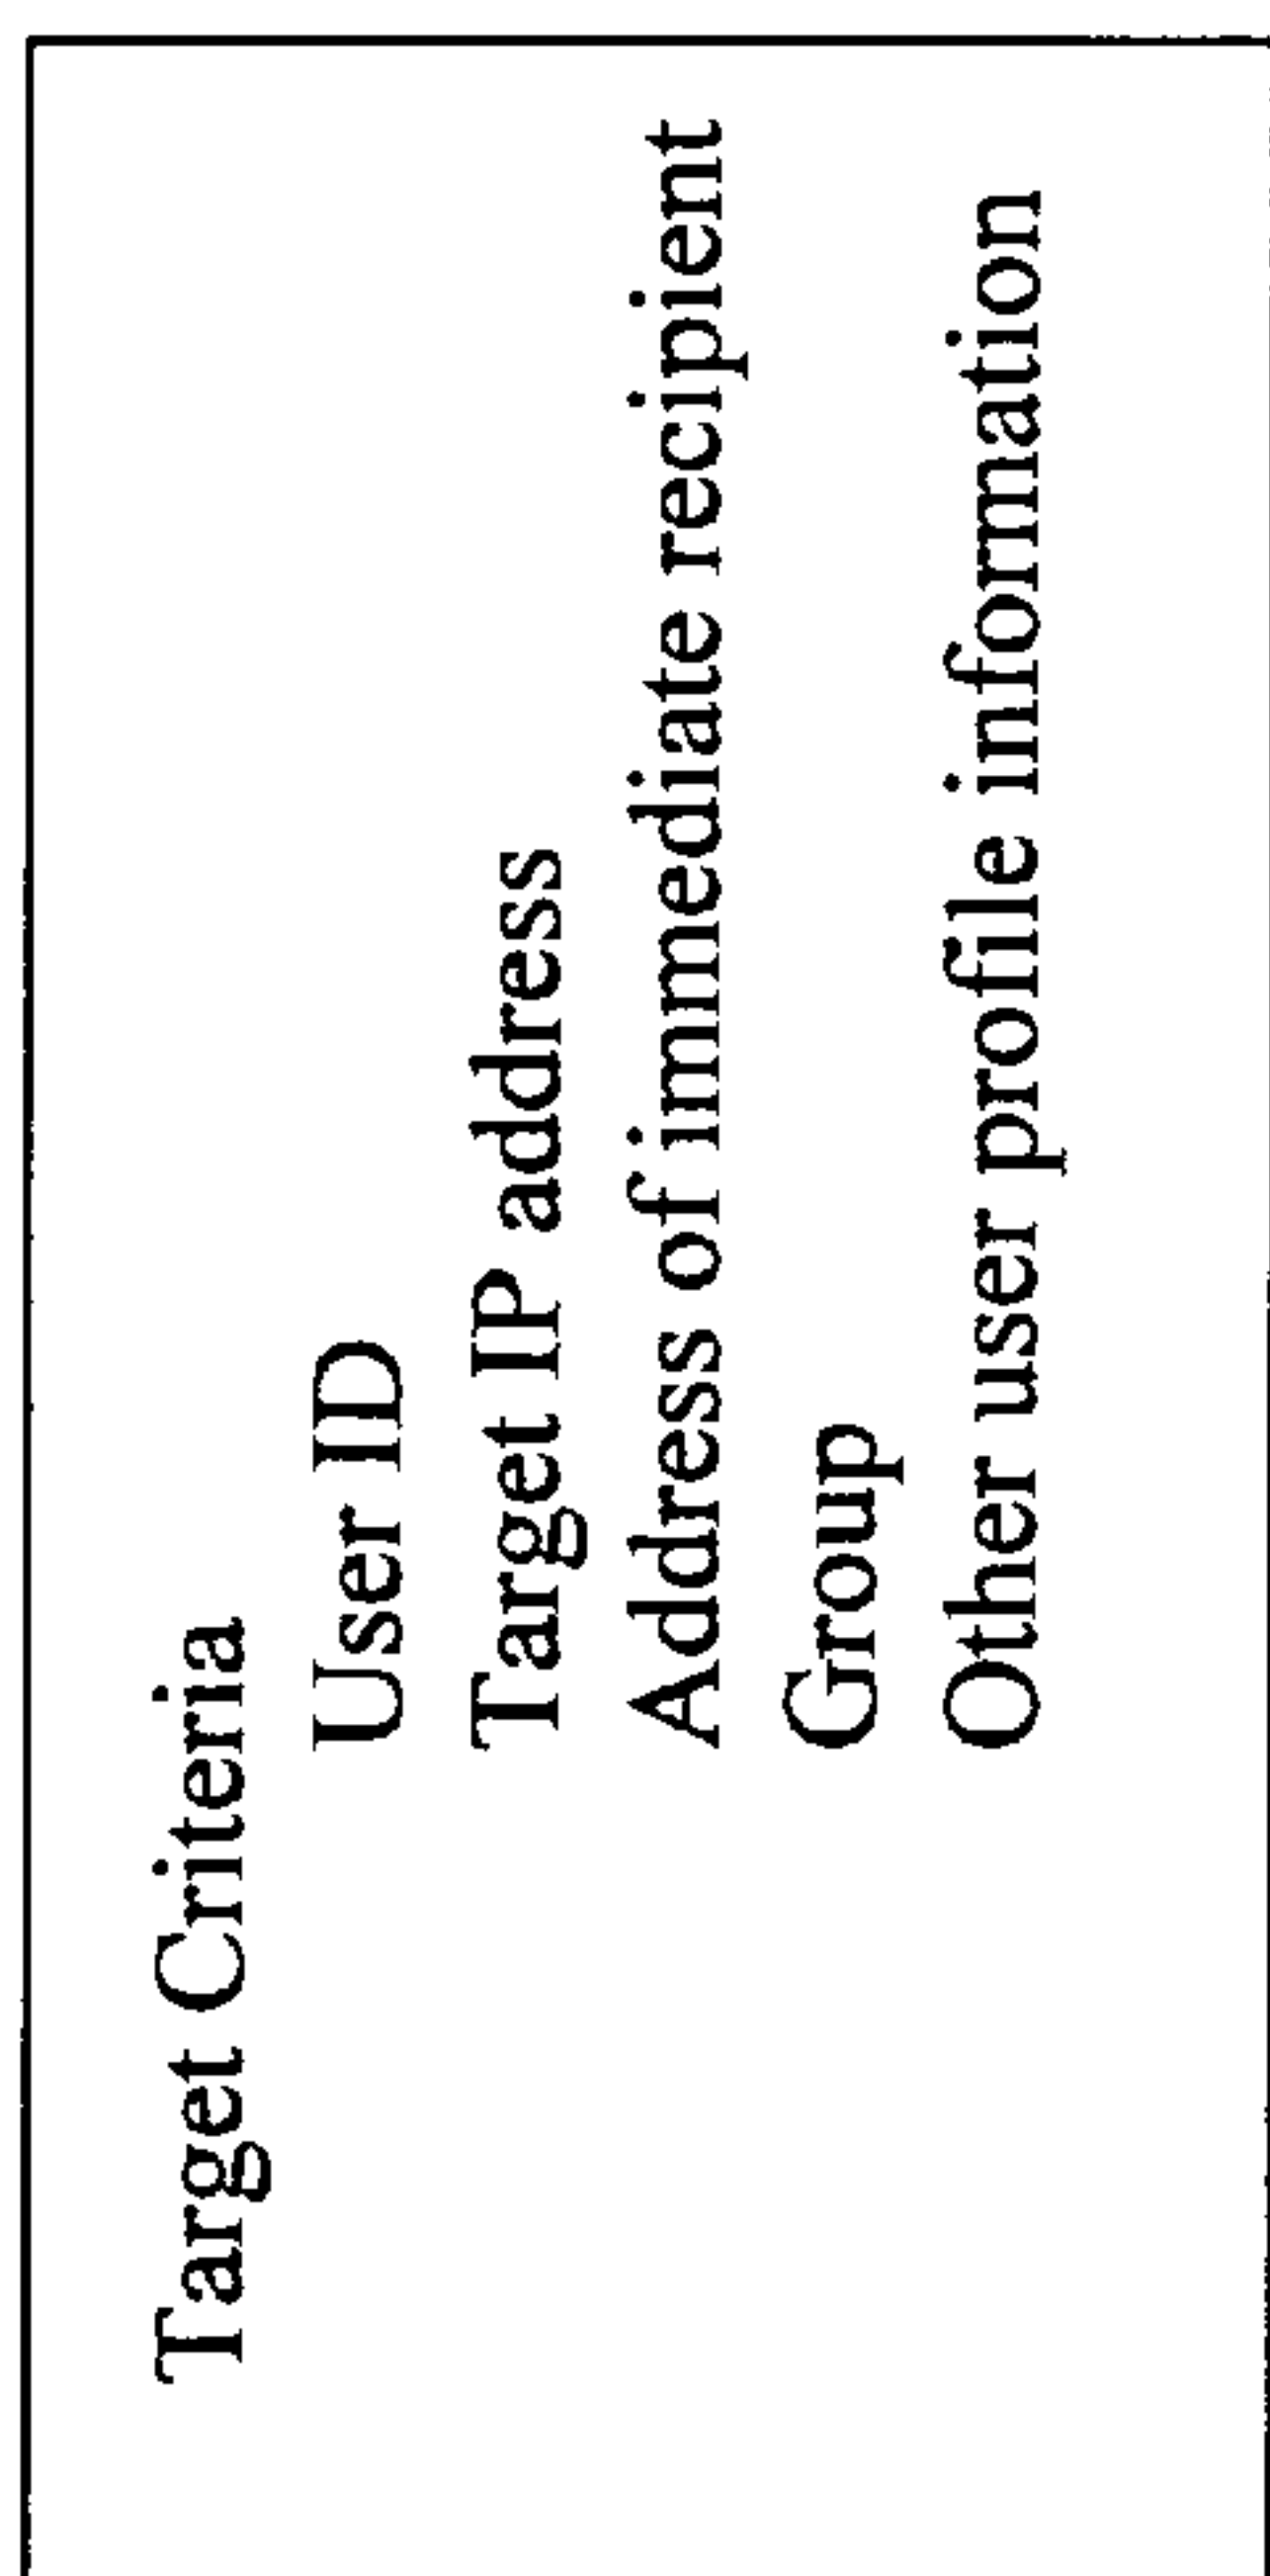 Target Criteria
User ID
Target IP address
Address of immediate recipient
Group
Other user profile information